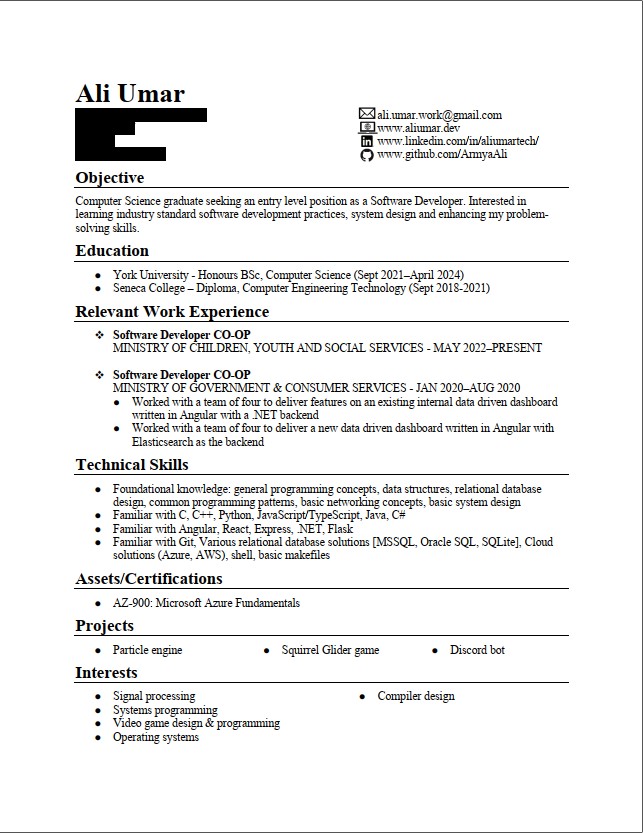 Ali Umar
ali.umar.work@gmail.com
www.aliumar.dev
www.linkedin.com/in/aliumartech/
www.github.com/ArmyaAli
Objective
Computer Science graduate seeking an entry level position as a Software Developer. Interested in
learning industry standard software development practices, system design and enhancing my problem-
solving skills.
Education
● York University - Honours BSc, Computer Science (Sept 2021–April 2024)
● Seneca College – Diploma, Computer Engineering Technology (Sept 2018-2021)
Relevant Work Experience
❖ Software Developer CO-OP
MINISTRY OF CHILDREN, YOUTH AND SOCIAL SERVICES - MAY 2022–PRESENT
❖ Software Developer CO-OP
MINISTRY OF GOVERNMENT & CONSUMER SERVICES - JAN 2020–AUG 2020
● Worked with a team of four to deliver features on an existing internal data driven dashboard
written in Angular with a .NET backend
● Worked with a team of four to deliver a new data driven dashboard written in Angular with
Elasticsearch as the backend
Technical Skills
● Foundational knowledge: general programming concepts, data structures, relational database
design, common programming patterns, basic networking concepts, basic system design
● Familiar with C, C++, Python, JavaScript/TypeScript, Java, C#
● Familiar with Angular, React, Express, .NET, Flask
● Familiar with Git, Various relational database solutions [MSSQL, Oracle SQL, SQLite], Cloud
solutions (Azure, AWS), shell, basic makefiles
Assets/Certifications
● AZ-900: Microsoft Azure Fundamentals
Projects
● Particle engine ● Squirrel Glider game ● Discord bot
Interests
● Signal processing ● Compiler design
● Systems programming
● Video game design & programming
● Operating systems